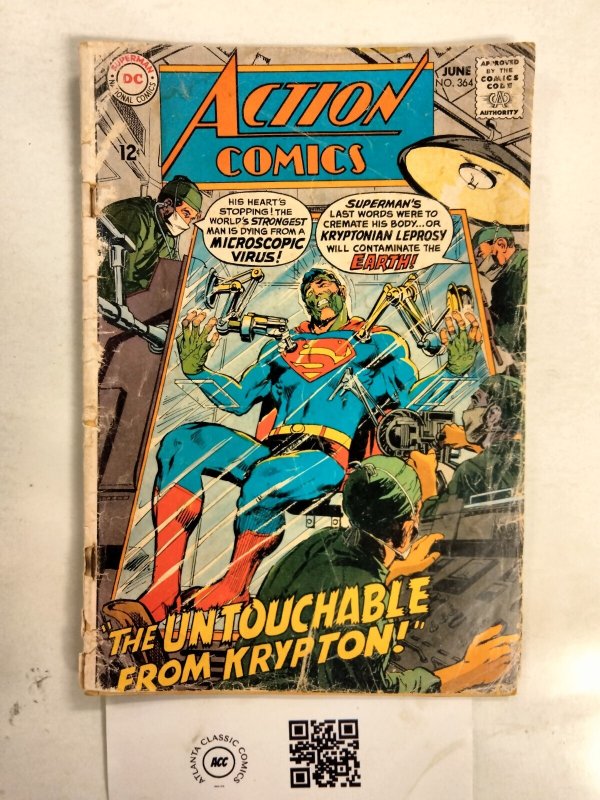 SUPERMAN
DC
NATIONAL COMICS
12¢
ACTION
COMICS
JUNE
NO. 364
APPROVED
BY THE
COMICS
CODE
CA
AUTHORITY
HIS HEART'S
STOPPING! THE
WORLD'S STRONGEST
MAN IS DYING FROM A
MICROSCOPIC
VIRUS!
SUPERMAN'S
LAST WORDS WERE TO
CREMATE HIS BODY...OR
KRYPTONIAN LEPROSY
WILL CONTAMINATE THE
EARTH!
S
"THE UNTOUCHABLE
FROM KRYPTON!"
ATLANTA CLASSIC COMICS
ACC